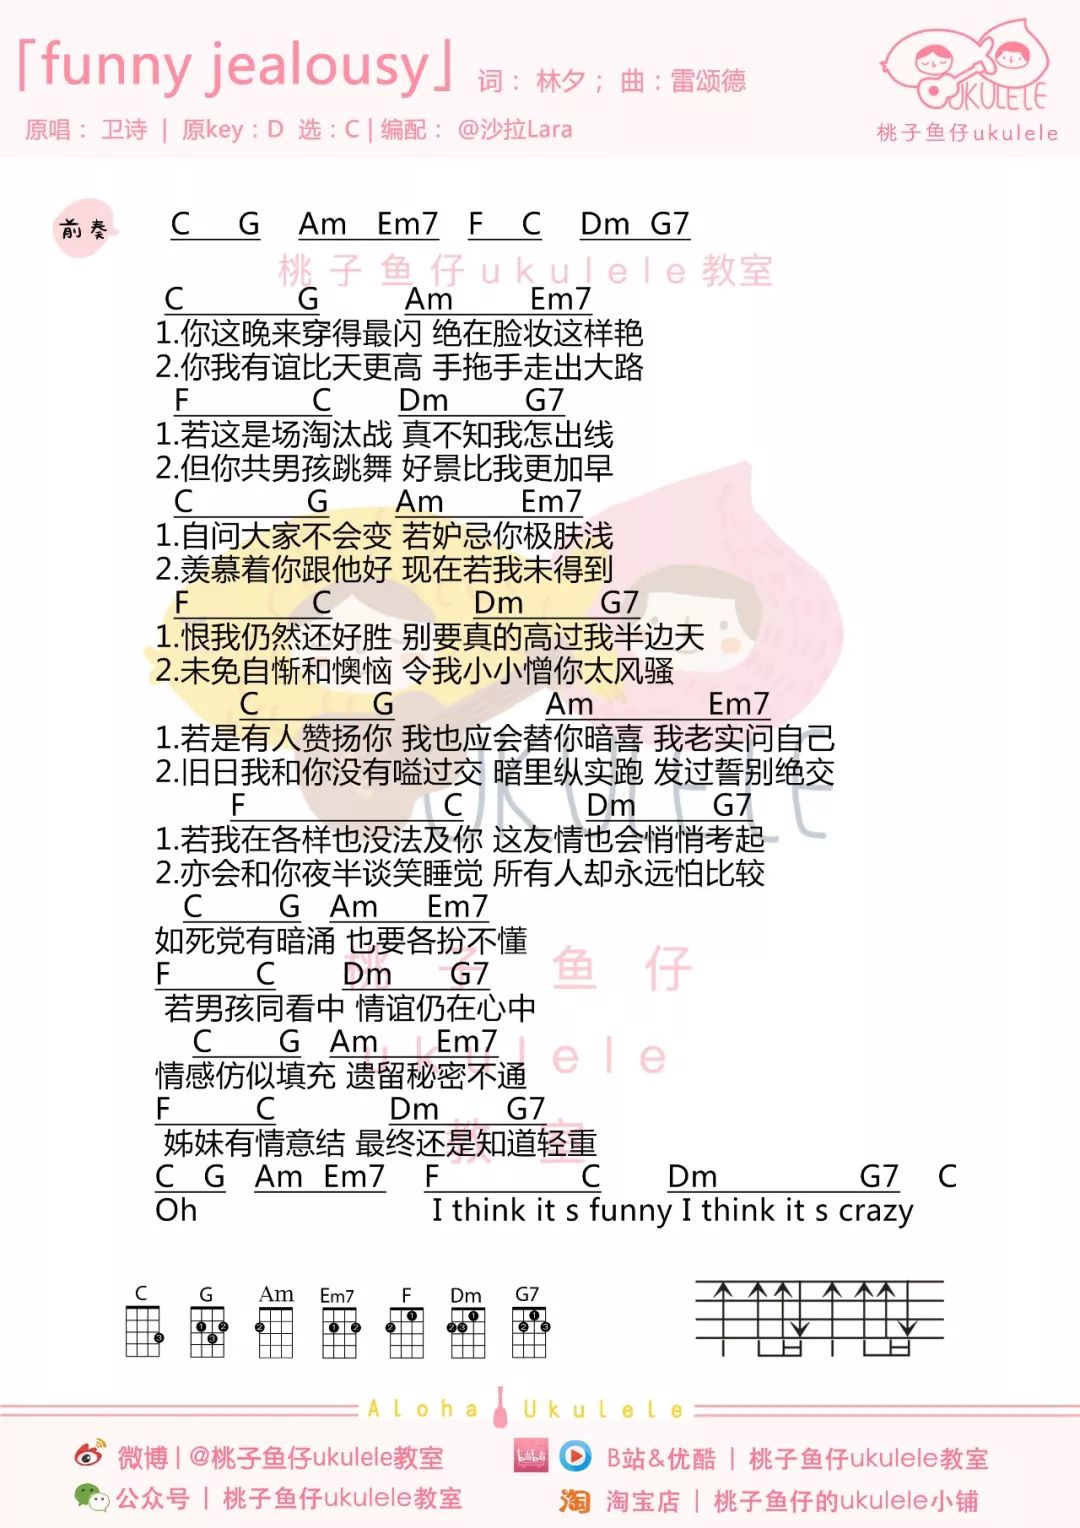 「funny jealousy」 词： 林夕； 曲：雷颂德
原唱： 卫诗 | 原key：D 选：C | 编配： @沙拉Lara
UKULELE
桃子鱼仔ukulele
前奏 C G Am Em7 F C Dm G7
桃子鱼仔ukulele教室
C G Am Em7
1.你这晚来穿得最闪 绝在脸妆这样艳
2.你我有谊比天更高 手拖手走出大路
F C Dm G7
1.若这是场淘汰战 真不知我怎出线
2.但你共男孩跳舞 好景比我更加早
C G Am Em7
1.自问大家不会变 若妒忌你极肤浅
2.羡慕着你跟他好 现在若我未得到
F C Dm G7
1.恨我仍然还好胜 别要真的高过我半边天
2.未免自惭和懊恼 令我小小憎你太风骚
C G Am Em7
1.若是有人赞扬你 我也应会替你暗喜 我老实问自己
2.旧日我和你没有嗌过交 暗里纵实跑 发过誓别绝交
UKULELE
F C Dm G7
1.若我在各样也没法及你 这友情也会悄悄考起
2.亦会和你夜半谈笑睡觉 所有人却永远怕比较
C G Am Em7
如死党有暗涌 也要各扮不懂
桃子鱼仔
F C Dm G7
若男孩同看中 情谊仍在心中
C G Am Em7
ukulele
情感仿似填充 遗留秘密不通
F C Dm G7
教室
姊妹有情意结 最终还是知道轻重
C G Am Em7 F C Dm G7 C
Oh I think it s funny I think it s crazy
C G Am Em7 F Dm G7
Aloha Ukulele
微博 | @桃子鱼仔ukulele教室 B站&优酷 | 桃子鱼仔ukulele教室
公众号 | 桃子鱼仔ukulele教室 淘 淘宝店 | 桃子鱼仔的ukulele小铺